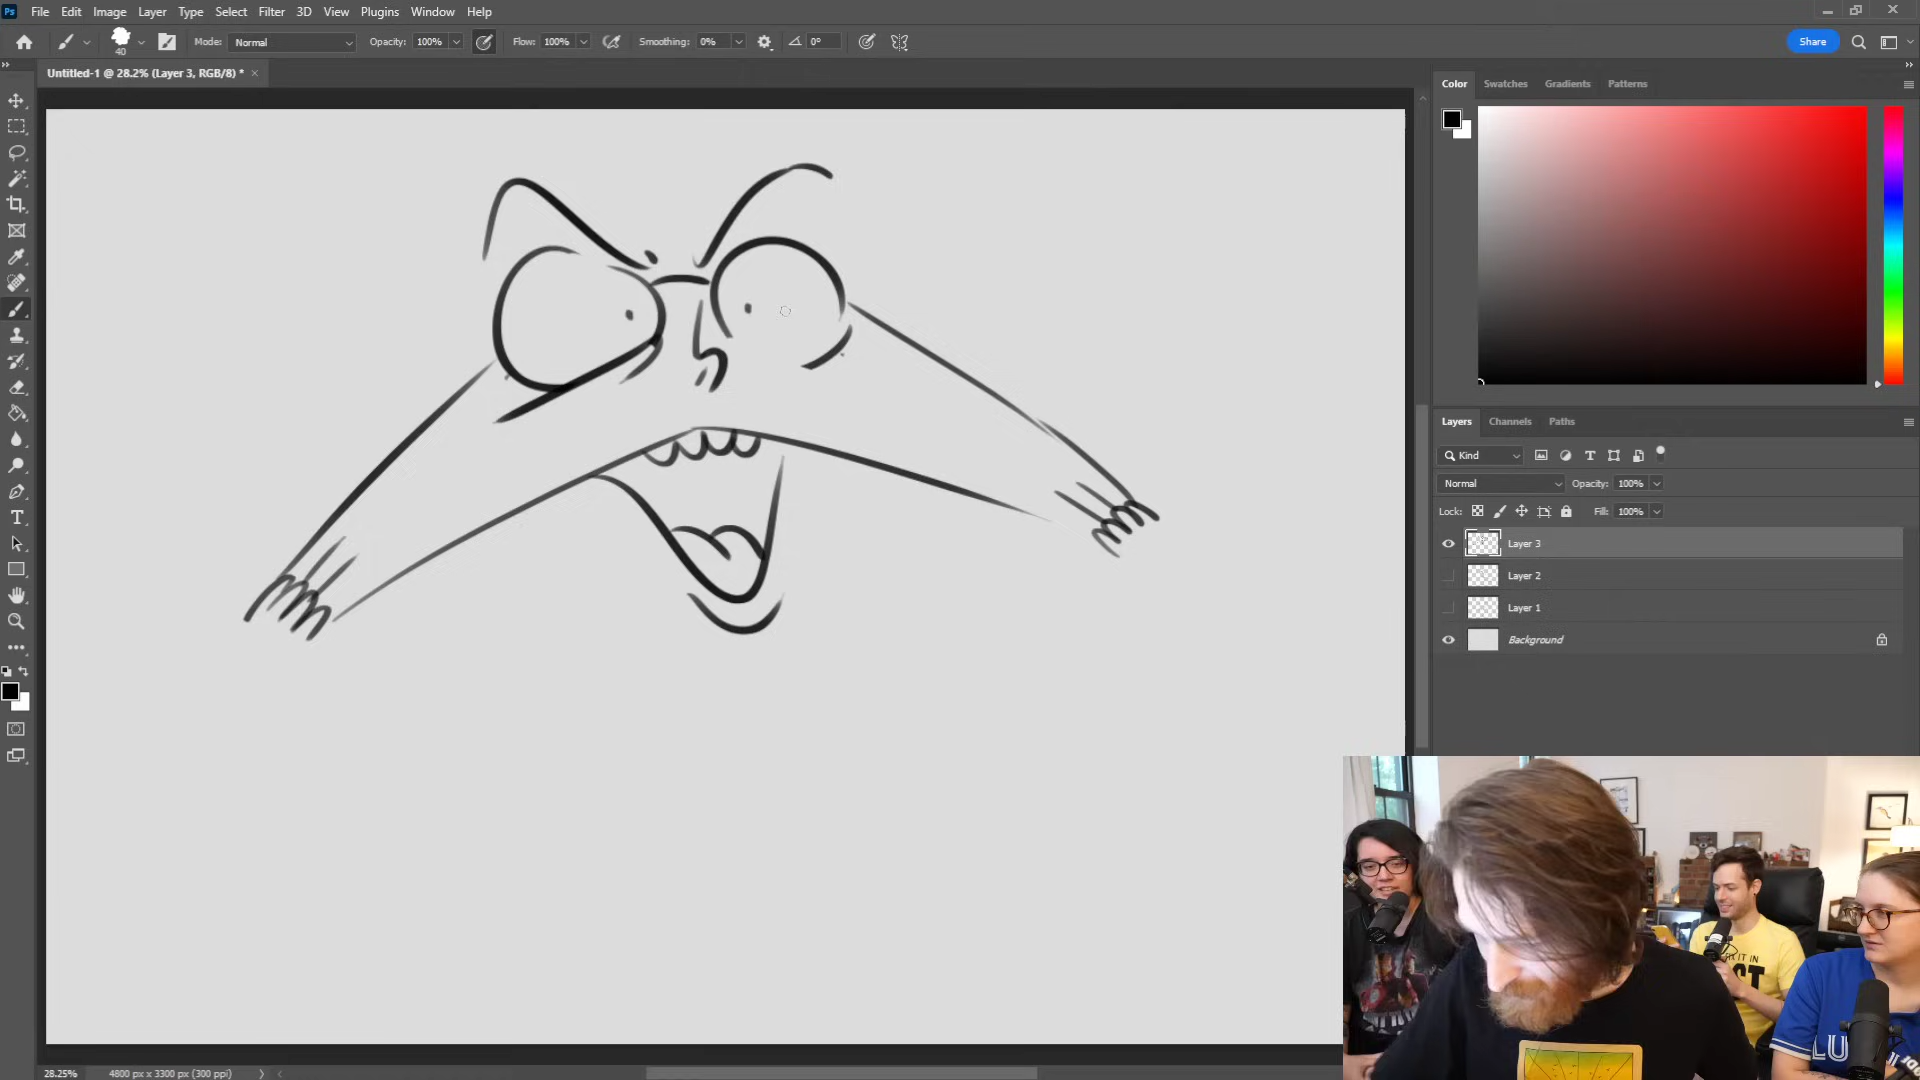 Ps File Edit Image Layer Type Select Filter 3D View Plugins Window Help
40 Mode: Normal Opacity: 100% Flow: 100% Smoothing: 0% 0° Share
Untitled-1 @ 28.2% (Layer 3, RGB/8) * ×
Color Swatches Gradients Patterns
Layers Channels Paths
Kind
Normal Opacity: 100%
Lock: Fill: 100%
Layer 3
Layer 2
Layer 1
Background
28.25% 4800 px x 3300 px (300 ppi)